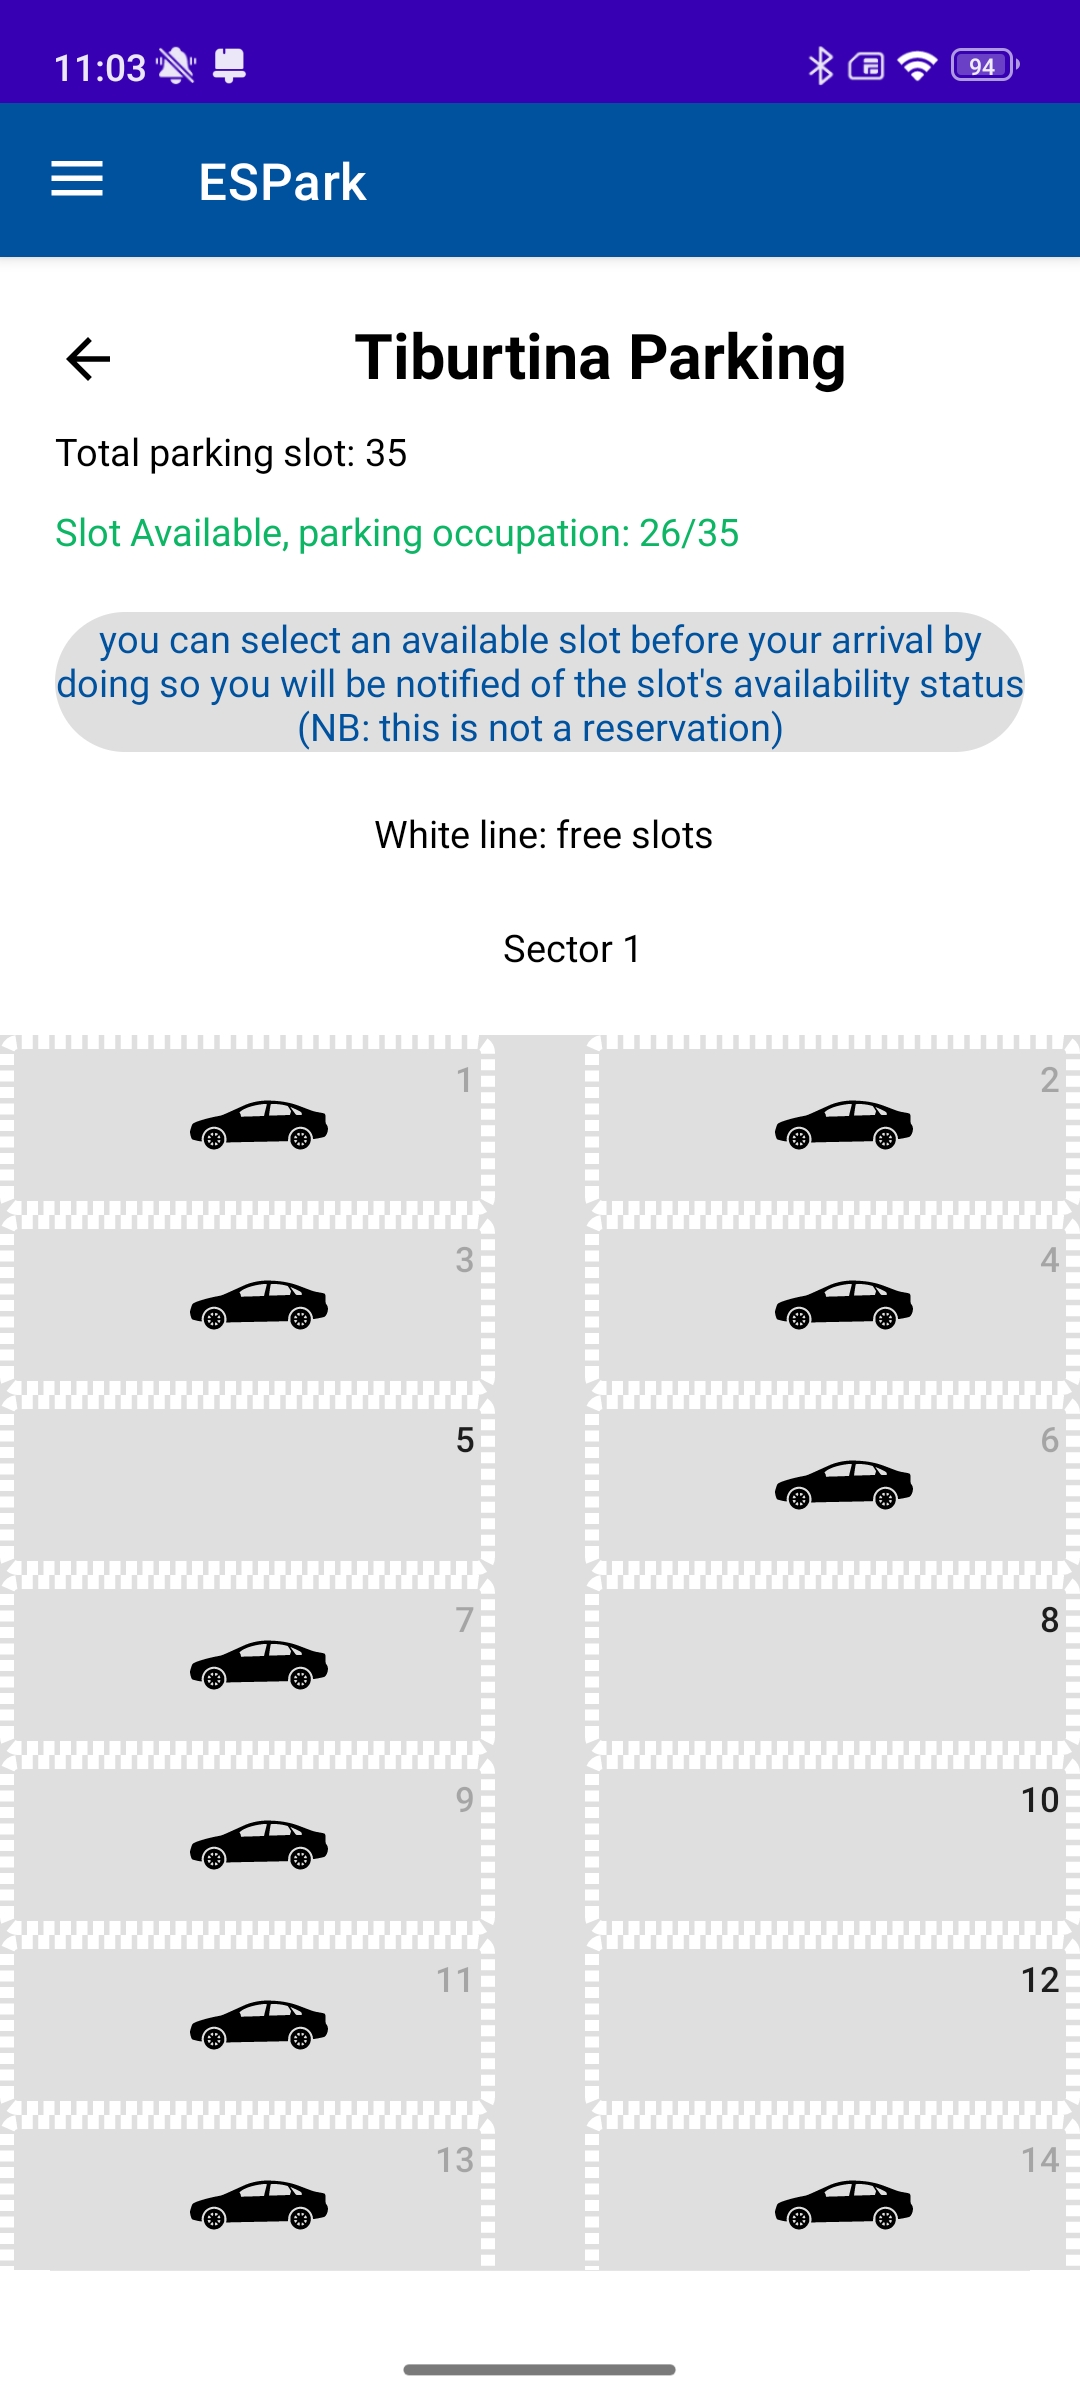 11:03
94
ESPark
Tiburtina Parking
Total parking slot: 35
Slot Available, parking occupation: 26/35
you can select an available slot before your arrival by
doing so you will be notified of the slot's availability status
(NB: this is not a reservation)
White line: free slots
Sector 1
1
2
3
4
5
6
7
8
9
10
11
12
13
14